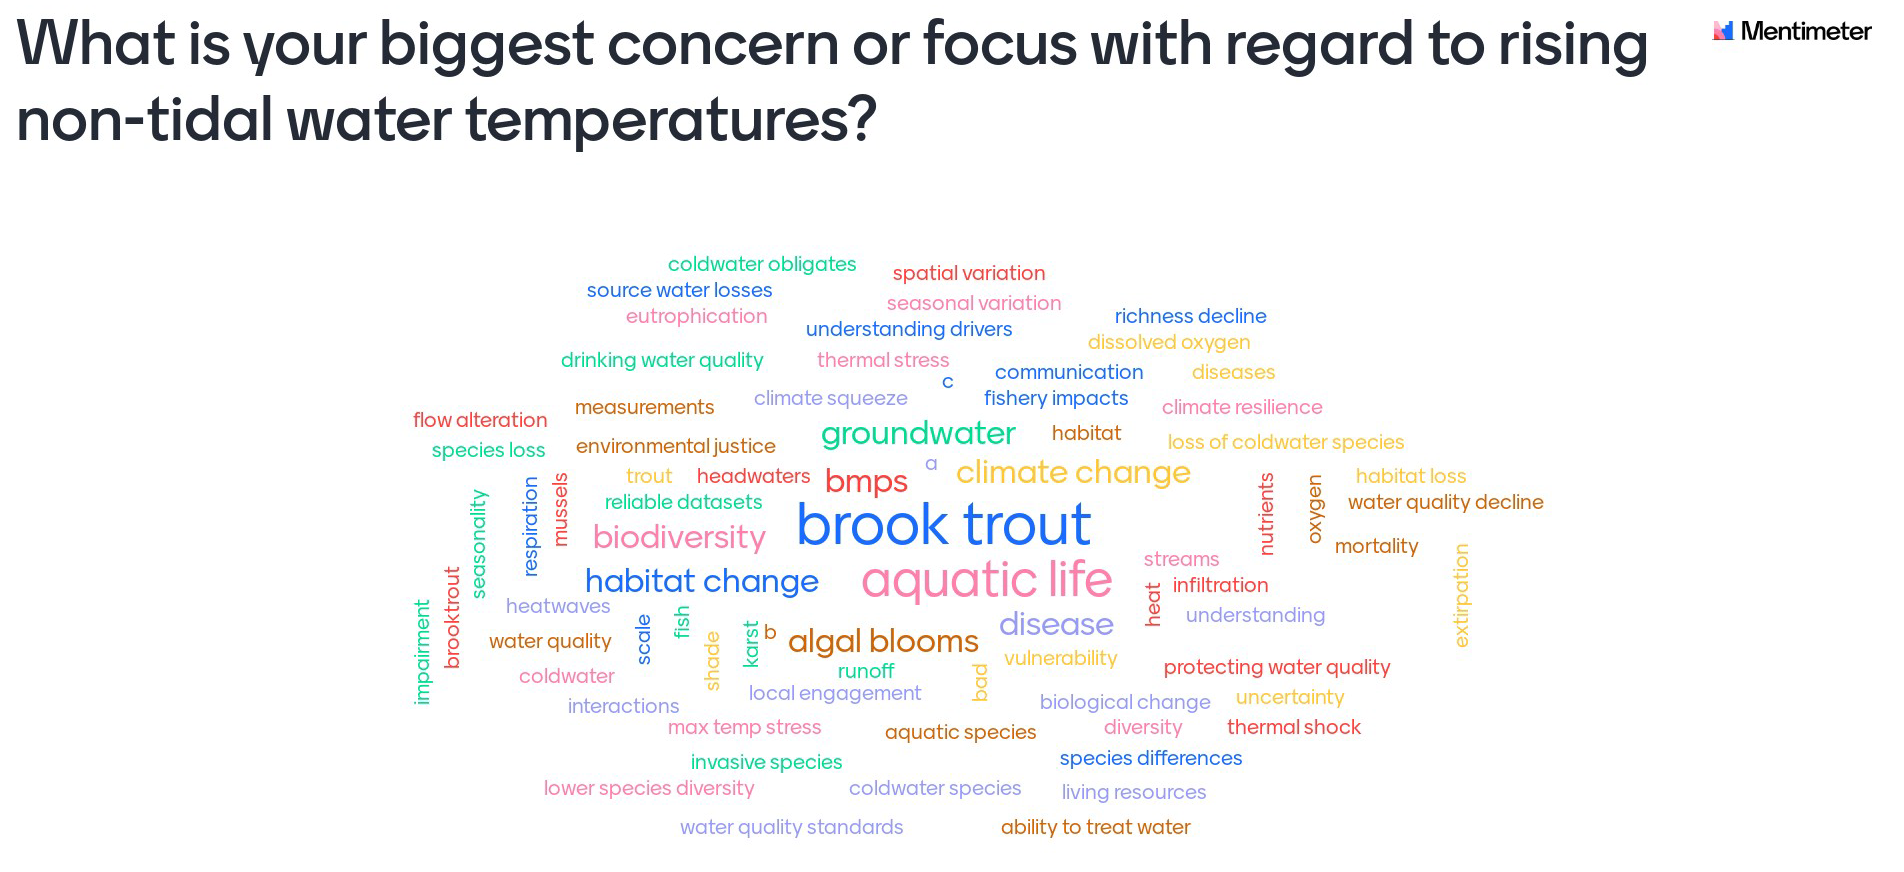 What is your biggest concern or focus with regard to rising
non-tidal water temperatures?
Mentimeter
coldwater obligates
spatial variation
source water losses
seasonal variation
eutrophication
richness decline
understanding drivers
dissolved oxygen
drinking water quality
thermal stress
communication
diseases
c
climate squeeze
fishery impacts
measurements
climate resilience
flow alteration
groundwater
habitat
loss of coldwater species
species loss
environmental justice
a
climate change
trout
headwaters
bmps
habitat loss
reliable datasets
water quality decline
seasonality
respiration
mussels
nutrients
oxygen
brook trout
biodiversity
mortality
streams
habitat change
aquatic life
infiltration
extirpation
impairment
brooktrout
heatwaves
heat
understanding
scale
fish
disease
water quality
shade
karst
b
algal blooms
vulnerability
protecting water quality
coldwater
runoff
bad
local engagement
uncertainty
interactions
biological change
max temp stress
aquatic species
diversity
thermal shock
invasive species
species differences
lower species diversity
coldwater species
living resources
water quality standards
ability to treat water